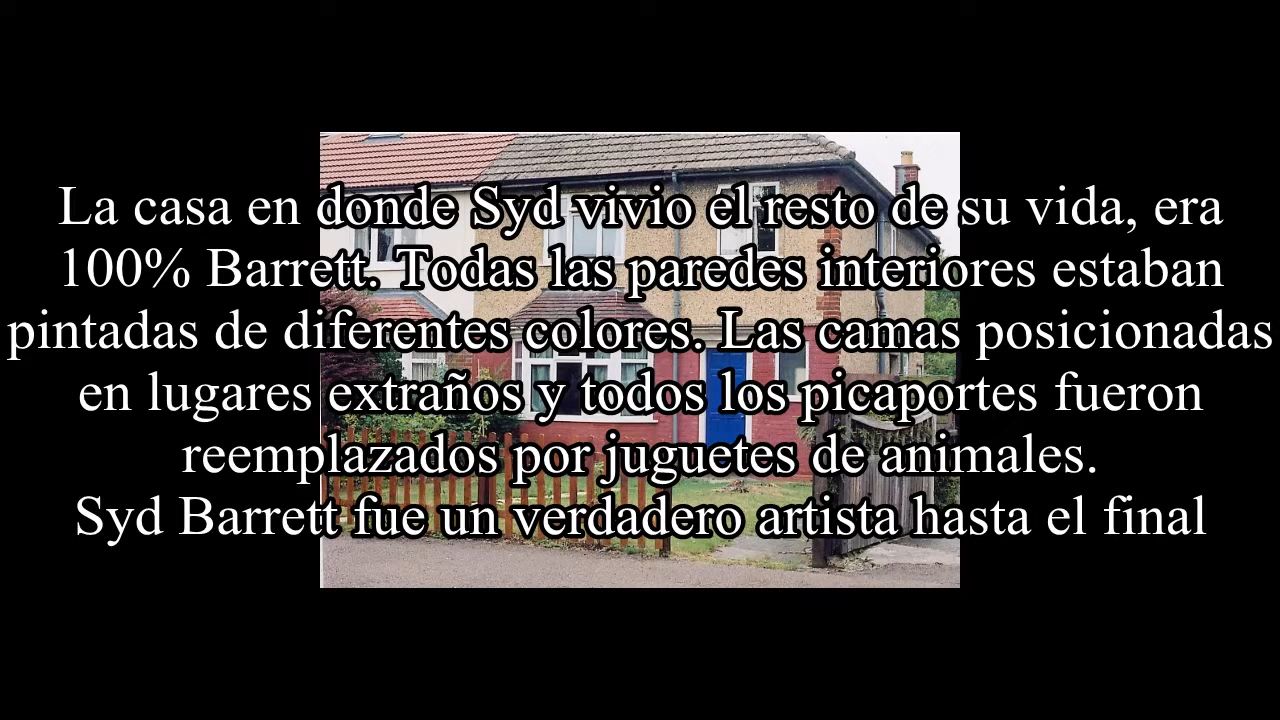 La casa en donde Syd vivio el resto de su vida, era
100% Barrett. Todas las paredes interiores estaban
pintadas de diferentes colores. Las camas posicionadas
en lugares extraños y todos los picaportes fueron
reemplazados por juguetes de animales.
Syd Barrett fue un verdadero artista hasta el final